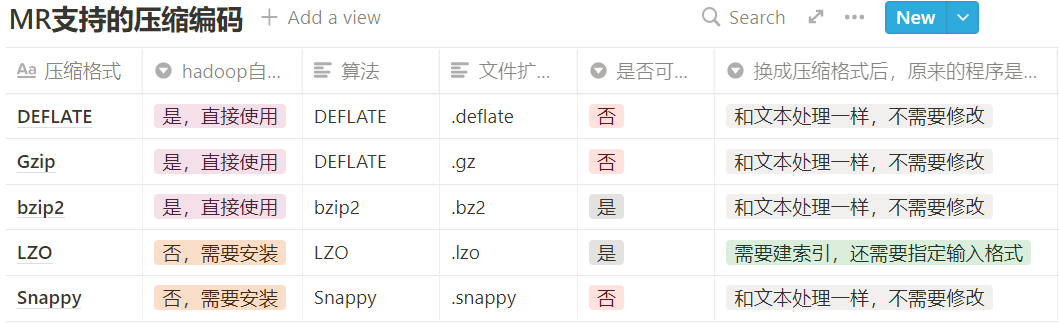 MR支持的压缩编码 + Add a view Search ••• New
Aa 压缩格式 hadoop自... 算法 文件扩... 是否可... 换成压缩格式后，原来的程序是...
DEFLATE 是，直接使用 DEFLATE .deflate 否 和文本处理一样，不需要修改
Gzip 是，直接使用 DEFLATE .gz 否 和文本处理一样，不需要修改
bzip2 是，直接使用 bzip2 .bz2 是 和文本处理一样，不需要修改
LZO 否，需要安装 LZO .lzo 是 需要建索引，还需要指定输入格式
Snappy 否，需要安装 Snappy .snappy 否 和文本处理一样，不需要修改